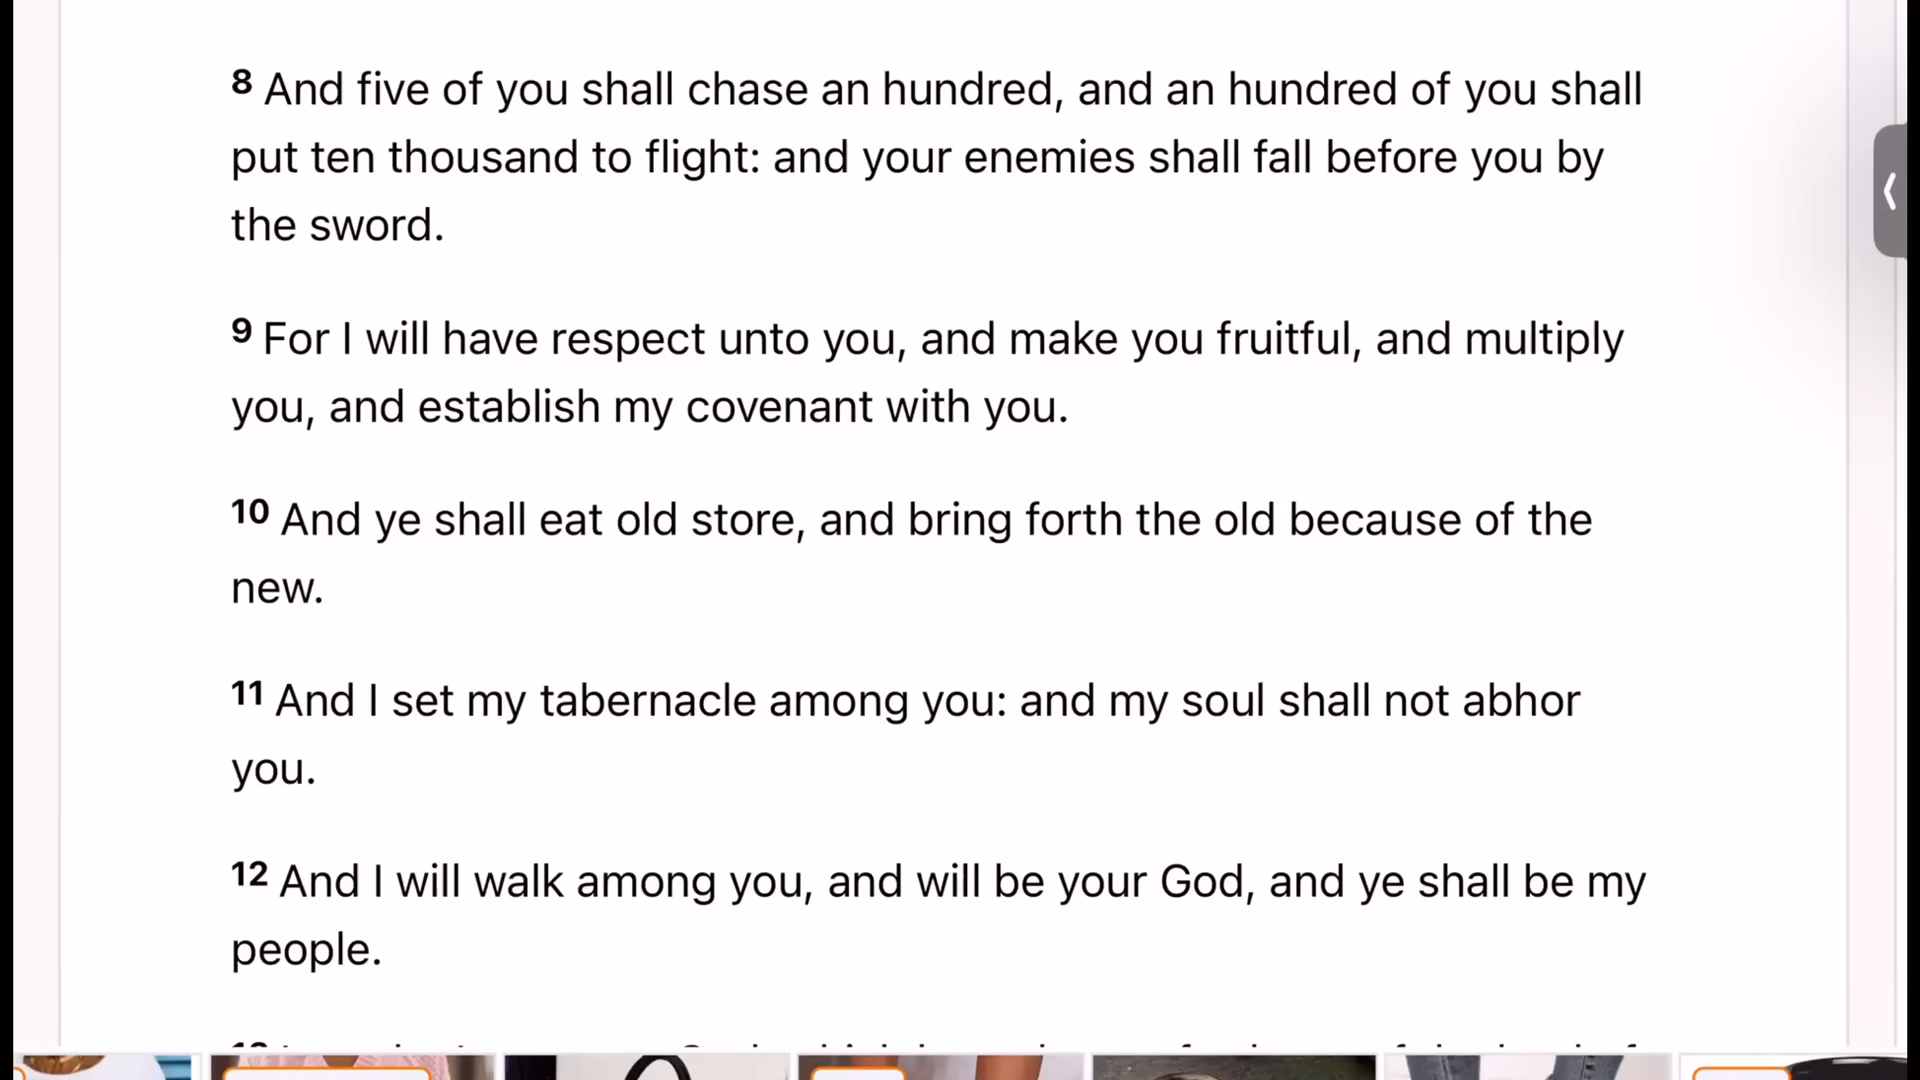 8 And five of you shall chase an hundred, and an hundred of you shall
put ten thousand to flight: and your enemies shall fall before you by
the sword.
9 For I will have respect unto you, and make you fruitful, and multiply
you, and establish my covenant with you.
10 And ye shall eat old store, and bring forth the old because of the
new.
11 And I set my tabernacle among you: and my soul shall not abhor
you.
12 And I will walk among you, and will be your God, and ye shall be my
people.